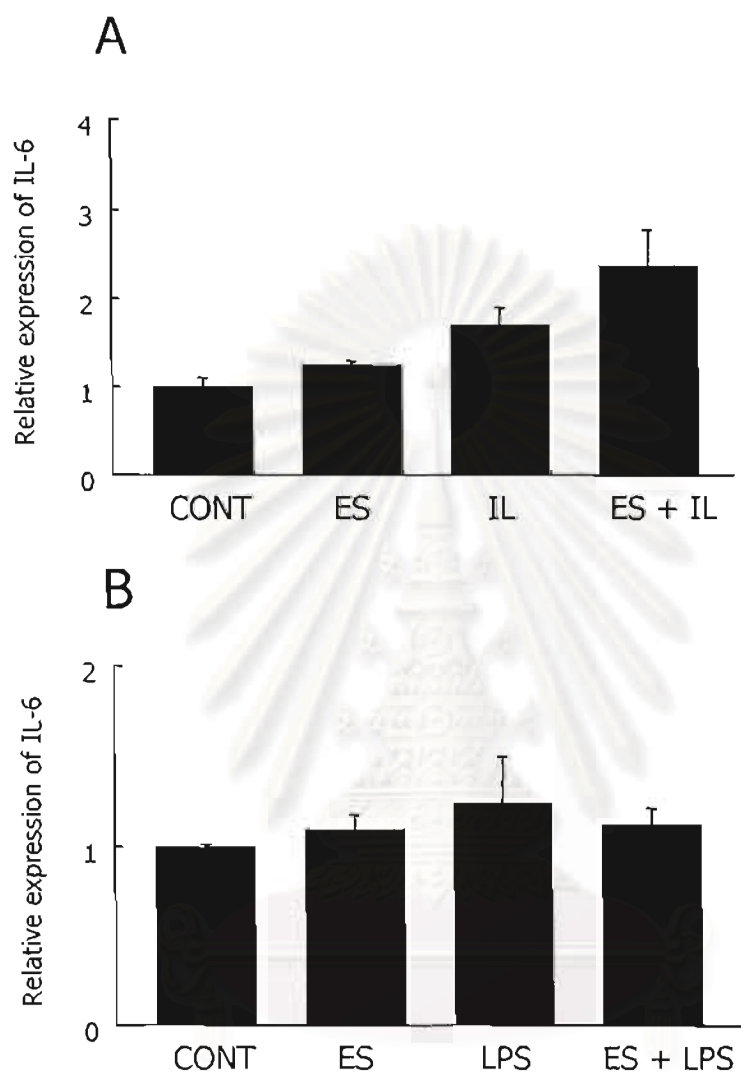 A
Relative expression of IL-6
4
3
2
1
0
CONT ES IL ES + IL
B
Relative expression of IL-6
2
1
0
CONT ES LPS ES + LPS